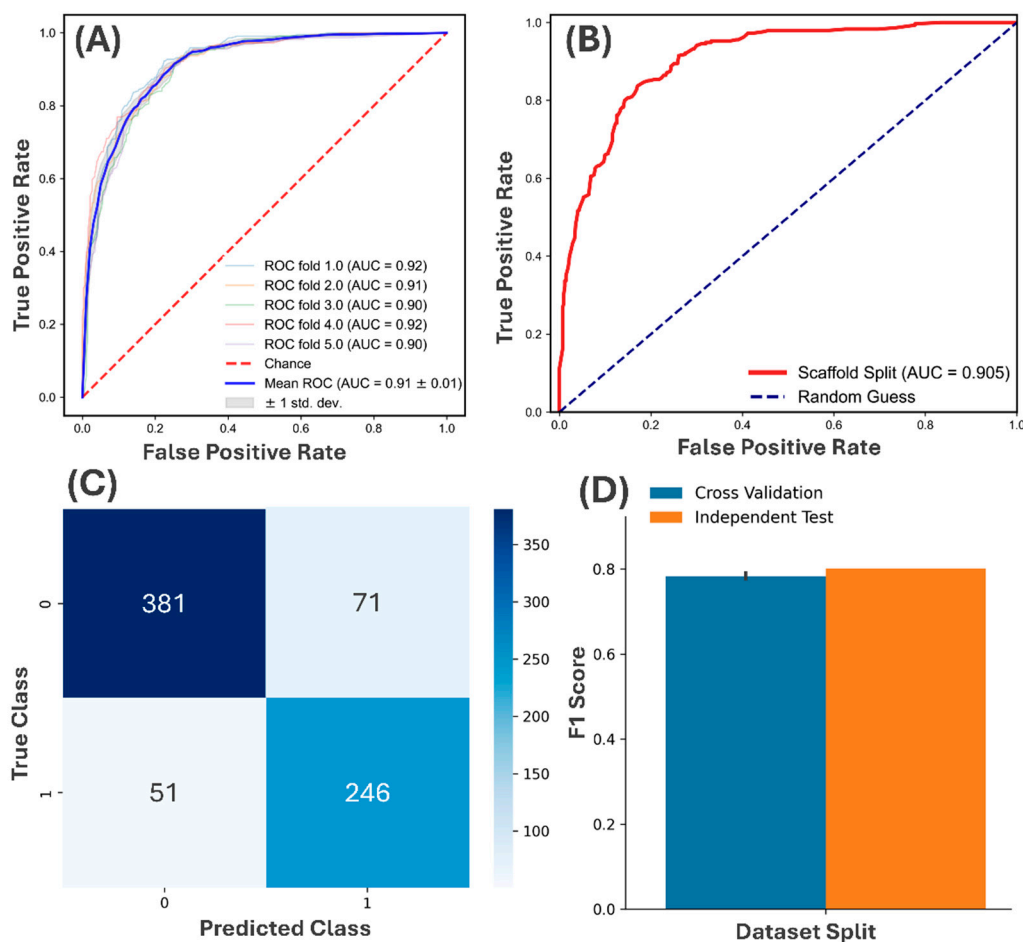 (A)
True Positive Rate
1.0
0.8
0.6
0.4
0.2
0.0
ROC fold 1.0 (AUC = 0.92)
ROC fold 2.0 (AUC = 0.91)
ROC fold 3.0 (AUC = 0.90)
ROC fold 4.0 (AUC = 0.92)
ROC fold 5.0 (AUC = 0.90)
Chance
Mean ROC (AUC = 0.91 ± 0.01)
± 1 std. dev.
0.0 0.2 0.4 0.6 0.8 1.0
False Positive Rate
(B)
True Positive Rate
1.0
0.8
0.6
0.4
0.2
0.0
Scaffold Split (AUC = 0.905)
Random Guess
0.0 0.2 0.4 0.6 0.8 1.0
False Positive Rate
(C)
True Class
0
381 71
1
51 246
0 1
Predicted Class
350
300
250
200
150
100
(D)
Cross Validation
Independent Test
F1 Score
0.8
0.6
0.4
0.2
0.0
Dataset Split